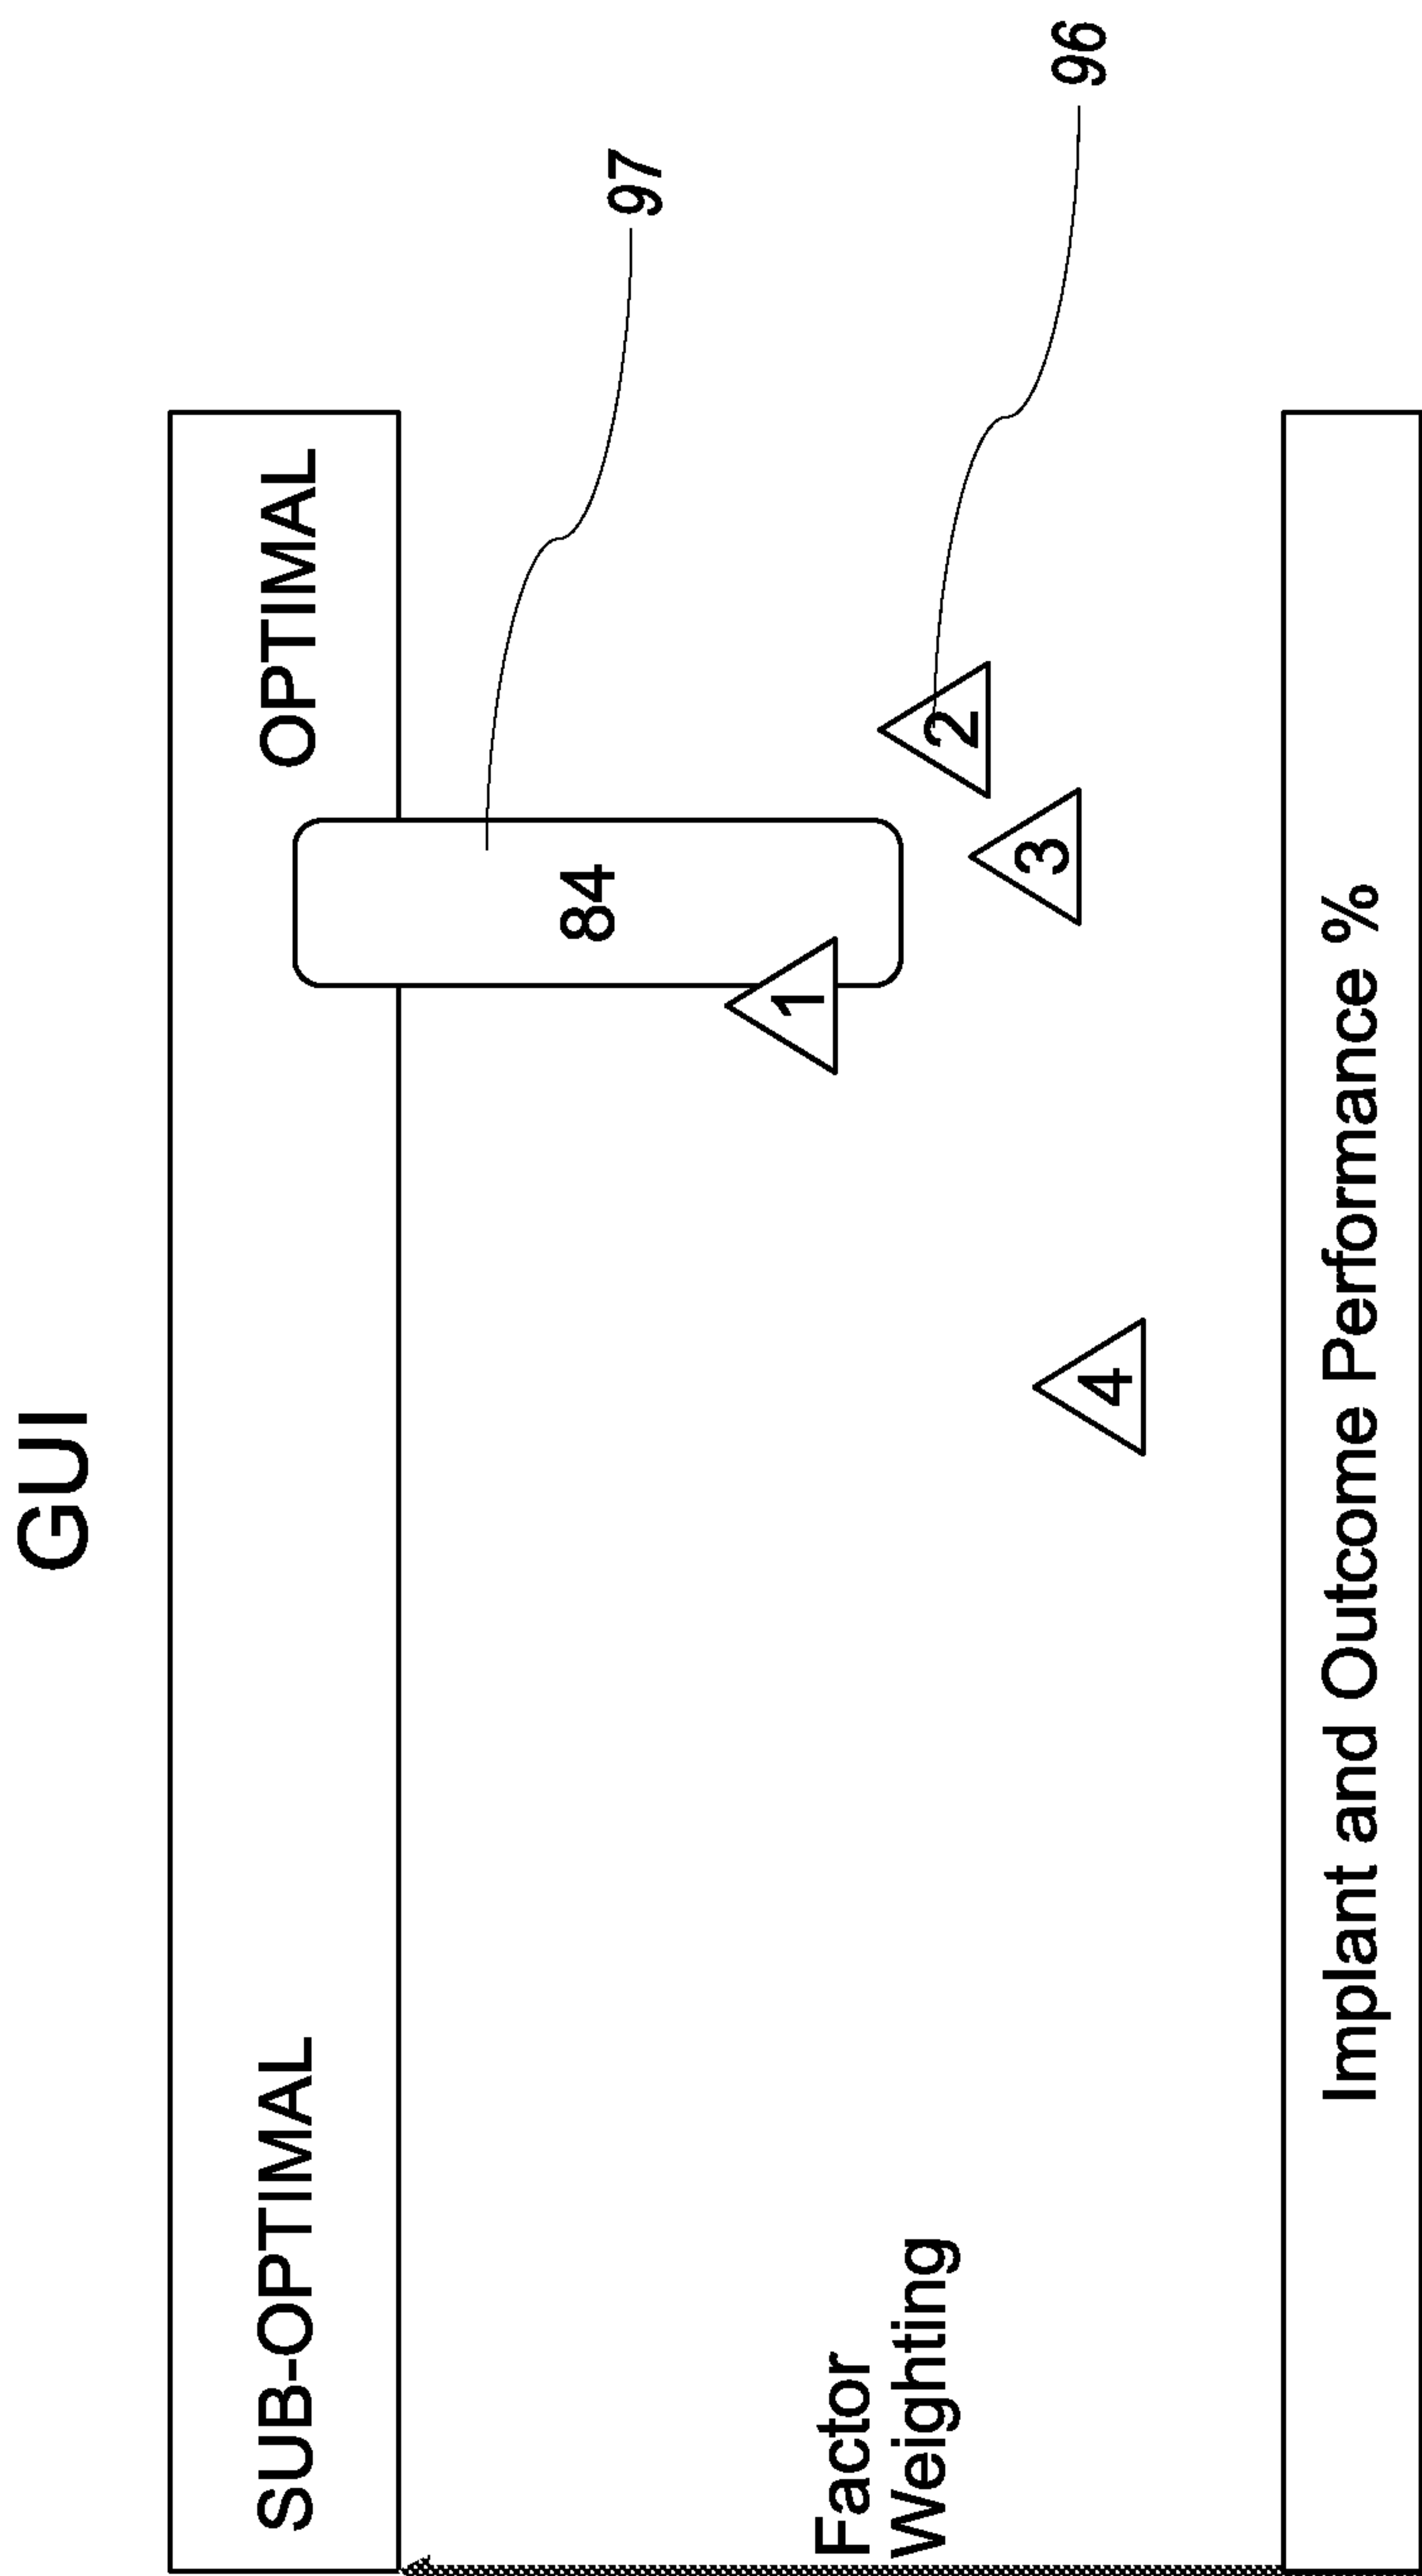 GUI
SUB-OPTIMAL OPTIMAL
97
84
1
96
2
3
4
Factor
Weighting
Implant and Outcome Performance %